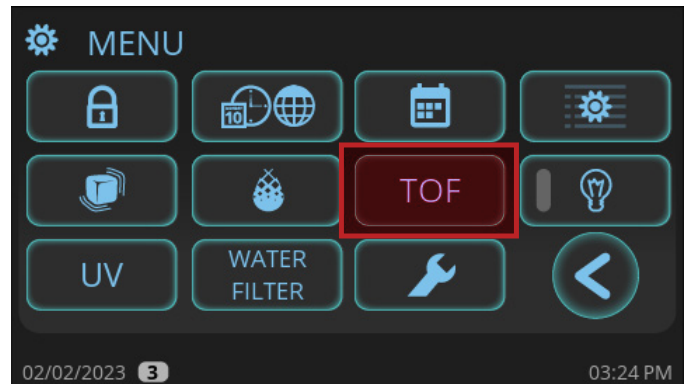 MENU
10
TOF
UV
WATER
FILTER
02/02/2023 3
03:24 PM